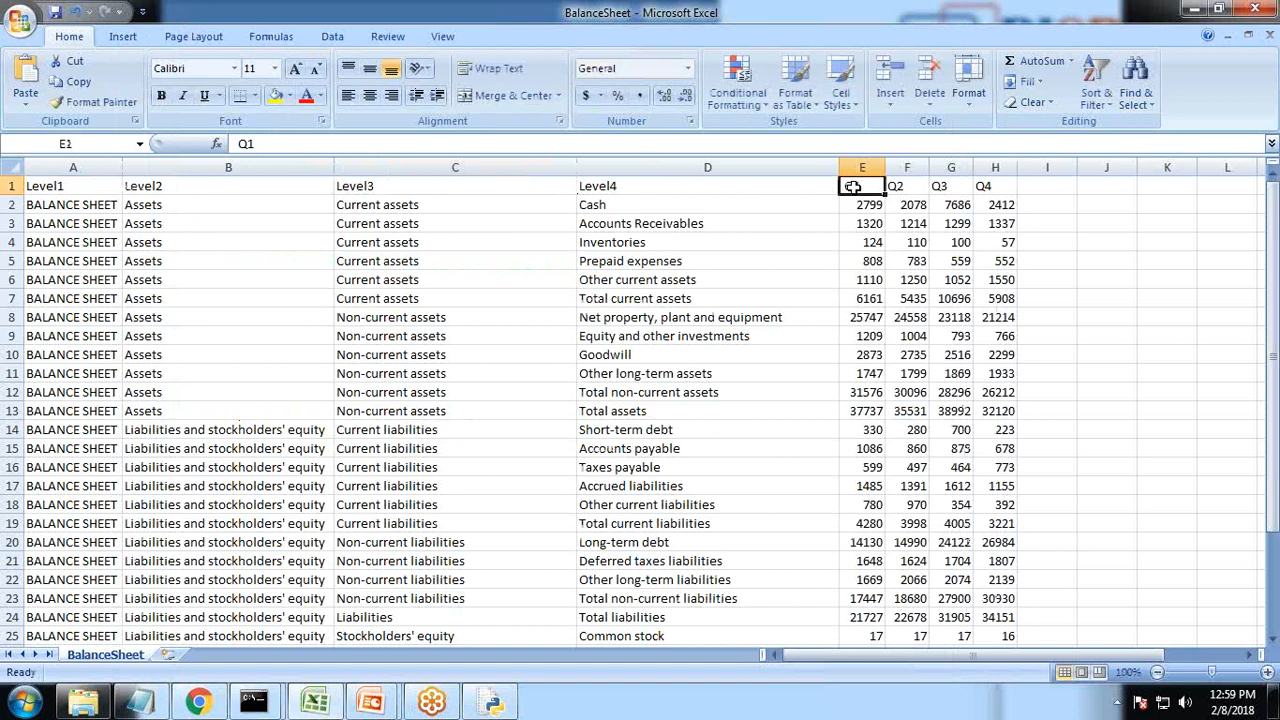 BalanceSheet - Microsoft Excel
Home Insert Page Layout Formulas Data Review View
Paste Cut Calibri 11 Wrap Text General Conditional Formatting Format as Table Cell Styles Insert Delete Format AutoSum Sort & Filter Find & Select
Copy Fill
Format Painter B I U A Merge & Center $ % , Clear
Clipboard Font Alignment Number Styles Cells Editing
fx Q1
A B C D E F G H I J K L
1 Level1 Level2 Level3 Level4 Q2 Q3 Q4
2 BALANCE SHEET Assets Current assets Cash 2799 2078 7686 2412
3 BALANCE SHEET Assets Current assets Accounts Receivables 1320 1214 1299 1337
4 BALANCE SHEET Assets Current assets Inventories 124 110 100 57
5 BALANCE SHEET Assets Current assets Prepaid expenses 808 783 559 552
6 BALANCE SHEET Assets Current assets Other current assets 1110 1250 1052 1550
7 BALANCE SHEET Assets Current assets Total current assets 6161 5435 10696 5908
8 BALANCE SHEET Assets Non-current assets Net property, plant and equipment 25747 24558 23118 21214
9 BALANCE SHEET Assets Non-current assets Equity and other investments 1209 1004 793 766
10 BALANCE SHEET Assets Non-current assets Goodwill 2873 2735 2516 2299
11 BALANCE SHEET Assets Non-current assets Other long-term assets 1747 1799 1869 1933
12 BALANCE SHEET Assets Non-current assets Total non-current assets 31576 30096 28296 26212
13 BALANCE SHEET Assets Non-current assets Total assets 37737 35531 38992 32120
14 BALANCE SHEET Liabilities and stockholders' equity Current liabilities Short-term debt 330 280 700 223
15 BALANCE SHEET Liabilities and stockholders' equity Current liabilities Accounts payable 1086 860 875 678
16 BALANCE SHEET Liabilities and stockholders' equity Current liabilities Taxes payable 599 497 464 773
17 BALANCE SHEET Liabilities and stockholders' equity Current liabilities Accrued liabilities 1485 1391 1612 1155
18 BALANCE SHEET Liabilities and stockholders' equity Current liabilities Other current liabilities 780 970 354 392
19 BALANCE SHEET Liabilities and stockholders' equity Current liabilities Total current liabilities 4280 3998 4005 3221
20 BALANCE SHEET Liabilities and stockholders' equity Non-current liabilities Long-term debt 14130 14990 24122 26984
21 BALANCE SHEET Liabilities and stockholders' equity Non-current liabilities Deferred taxes liabilities 1648 1624 1704 1807
22 BALANCE SHEET Liabilities and stockholders' equity Non-current liabilities Other long-term liabilities 1669 2066 2074 2139
23 BALANCE SHEET Liabilities and stockholders' equity Non-current liabilities Total non-current liabilities 17447 18680 27900 30930
24 BALANCE SHEET Liabilities and stockholders' equity Liabilities Total liabilities 21727 22678 31905 34151
25 BALANCE SHEET Liabilities and stockholders' equity Stockholders' equity Common stock 17 17 17 16
BalanceSheet
Ready 100%
12:59 PM
2/8/2018